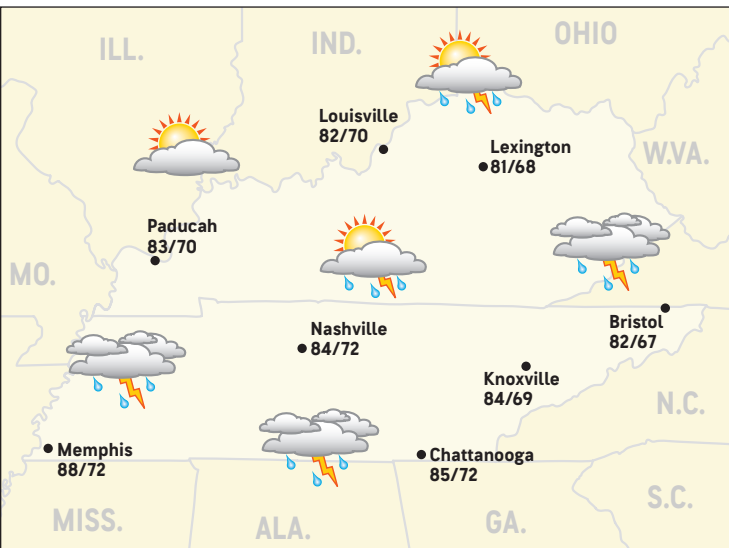 ILL.
IND.
OHIO
Louisville
82/70
Lexington
81/68
W.VA.
Paducah
83/70
MO.
Nashville
84/72
Bristol
82/67
Knoxville
84/69
N.C.
Memphis
88/72
Chattanooga
85/72
S.C.
MISS.
ALA.
GA.